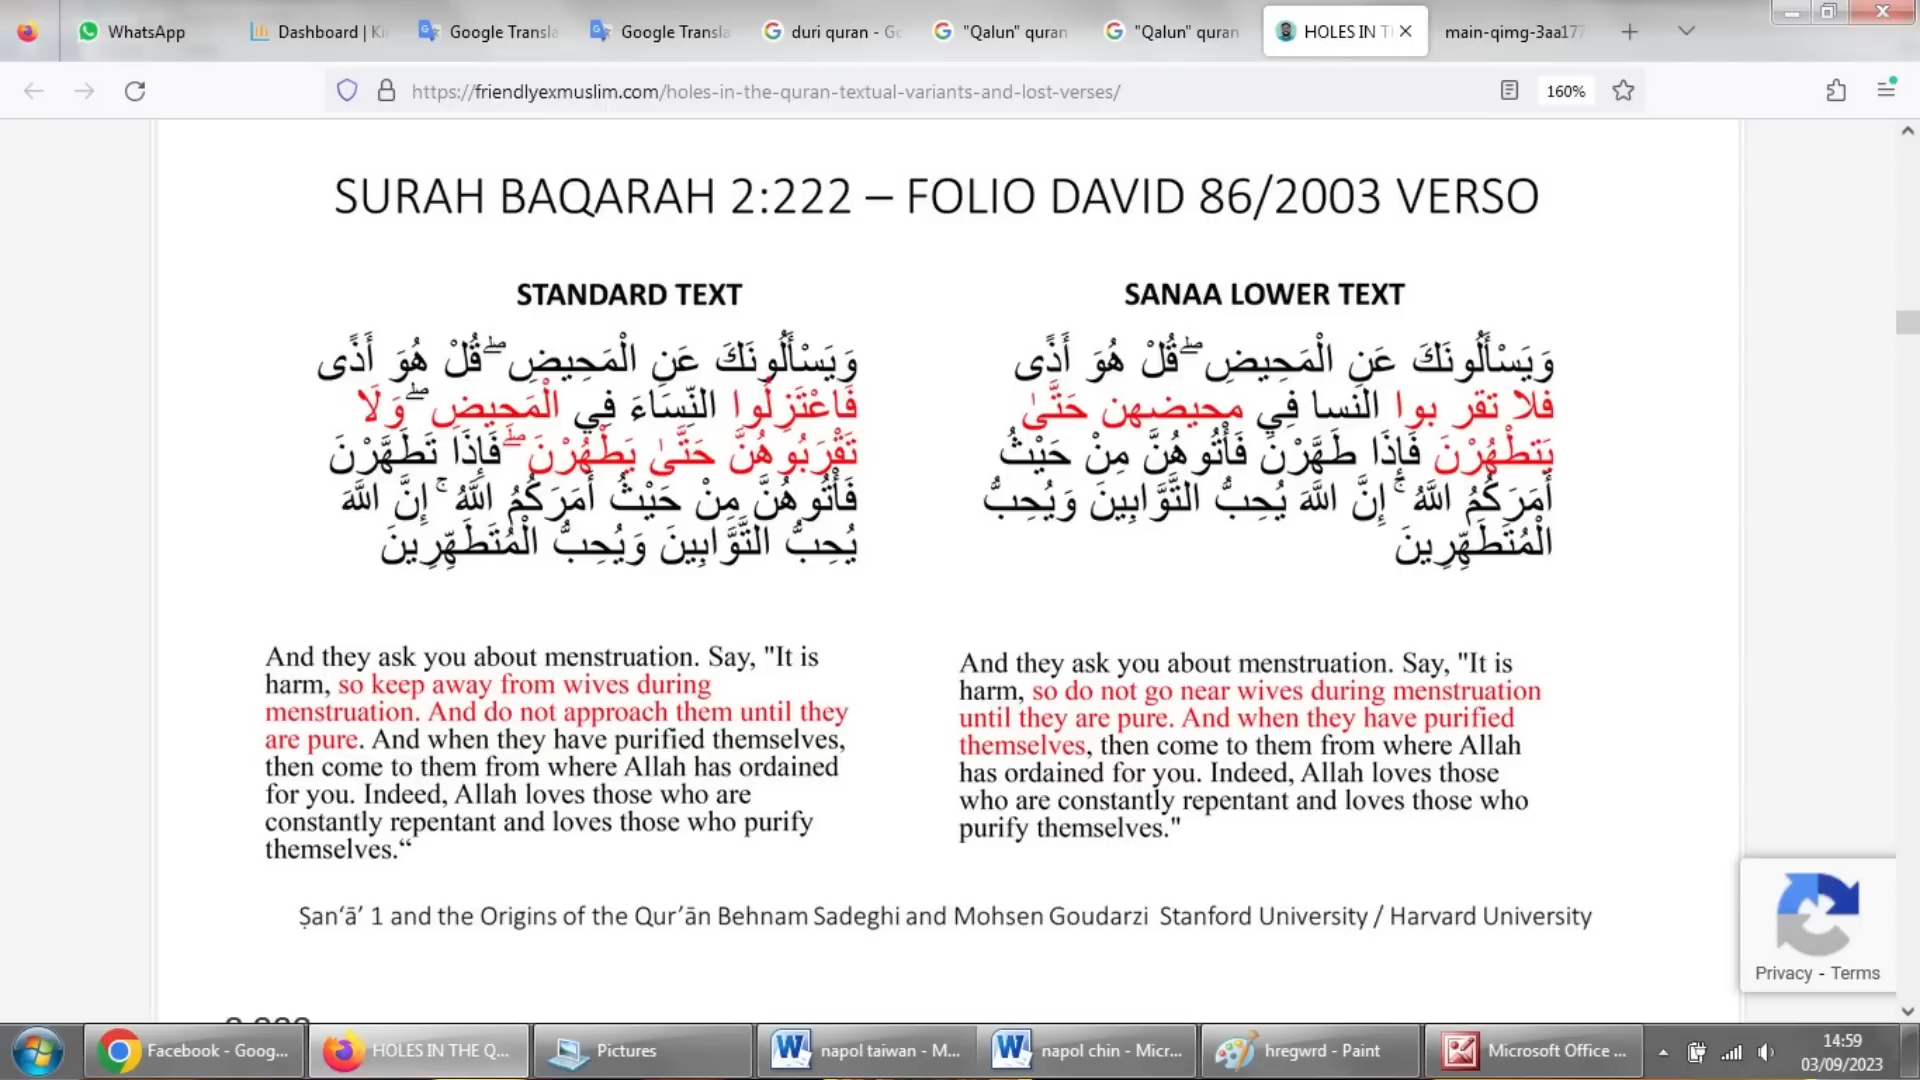 WhatsApp
Dashboard | Ki
Google Transla
Google Transla
duri quran - Go
"Qalun" quran
"Qalun" quran
HOLES IN T
main-qimg-3aa177
https://friendlyexmuslim.com/holes-in-the-quran-textual-variants-and-lost-verses/
160%
SURAH BAQARAH 2:222 – FOLIO DAVID 86/2003 VERSO
STANDARD TEXT
وَيَسْأَلُونَكَ عَنِ الْمَحِيضِ ۖ قُلْ هُوَ أَذًى
فَاعْتَزِلُوا النِّسَاءَ فِي الْمَحِيضِ ۖ وَلَا
تَقْرَبُوهُنَّ حَتَّىٰ يَطْهُرْنَ ۖ فَإِذَا تَطَهَّرْنَ
فَأْتُوهُنَّ مِنْ حَيْثُ أَمَرَكُمُ اللَّهُ ۚ إِنَّ اللَّهَ
يُحِبُّ التَّوَّابِينَ وَيُحِبُّ الْمُتَطَهِّرِينَ
And they ask you about menstruation. Say, "It is
harm, so keep away from wives during
menstruation. And do not approach them until they
are pure. And when they have purified themselves,
then come to them from where Allah has ordained
for you. Indeed, Allah loves those who are
constantly repentant and loves those who purify
themselves.“
SANAA LOWER TEXT
وَيَسْأَلُونَكَ عَنِ الْمَحِيضِ ۖ قُلْ هُوَ أَذًى
فلا تقر بوا النسا فِي محيضهن حَتَّىٰ
يَتطْهُرْنَ فَإِذَا طَهَّرْنَ فَأْتُوهُنَّ مِنْ حَيْثُ
أَمَرَكُمُ اللَّهُ ۚ إِنَّ اللَّهَ يُحِبُّ التَّوَّابِينَ وَيُحِبُّ
الْمُتَطَهِّرِينَ
And they ask you about menstruation. Say, "It is
harm, so do not go near wives during menstruation
until they are pure. And when they have purified
themselves, then come to them from where Allah
has ordained for you. Indeed, Allah loves those
who are constantly repentant and loves those who
purify themselves."
Ṣan‘ā’ 1 and the Origins of the Qur’ān Behnam Sadeghi and Mohsen Goudarzi Stanford University / Harvard University
Privacy - Terms
Facebook - Goog...
HOLES IN THE Q...
Pictures
napol taiwan - M...
napol chin - Micr...
hregwrd - Paint
Microsoft Office ...
14:59
03/09/2023